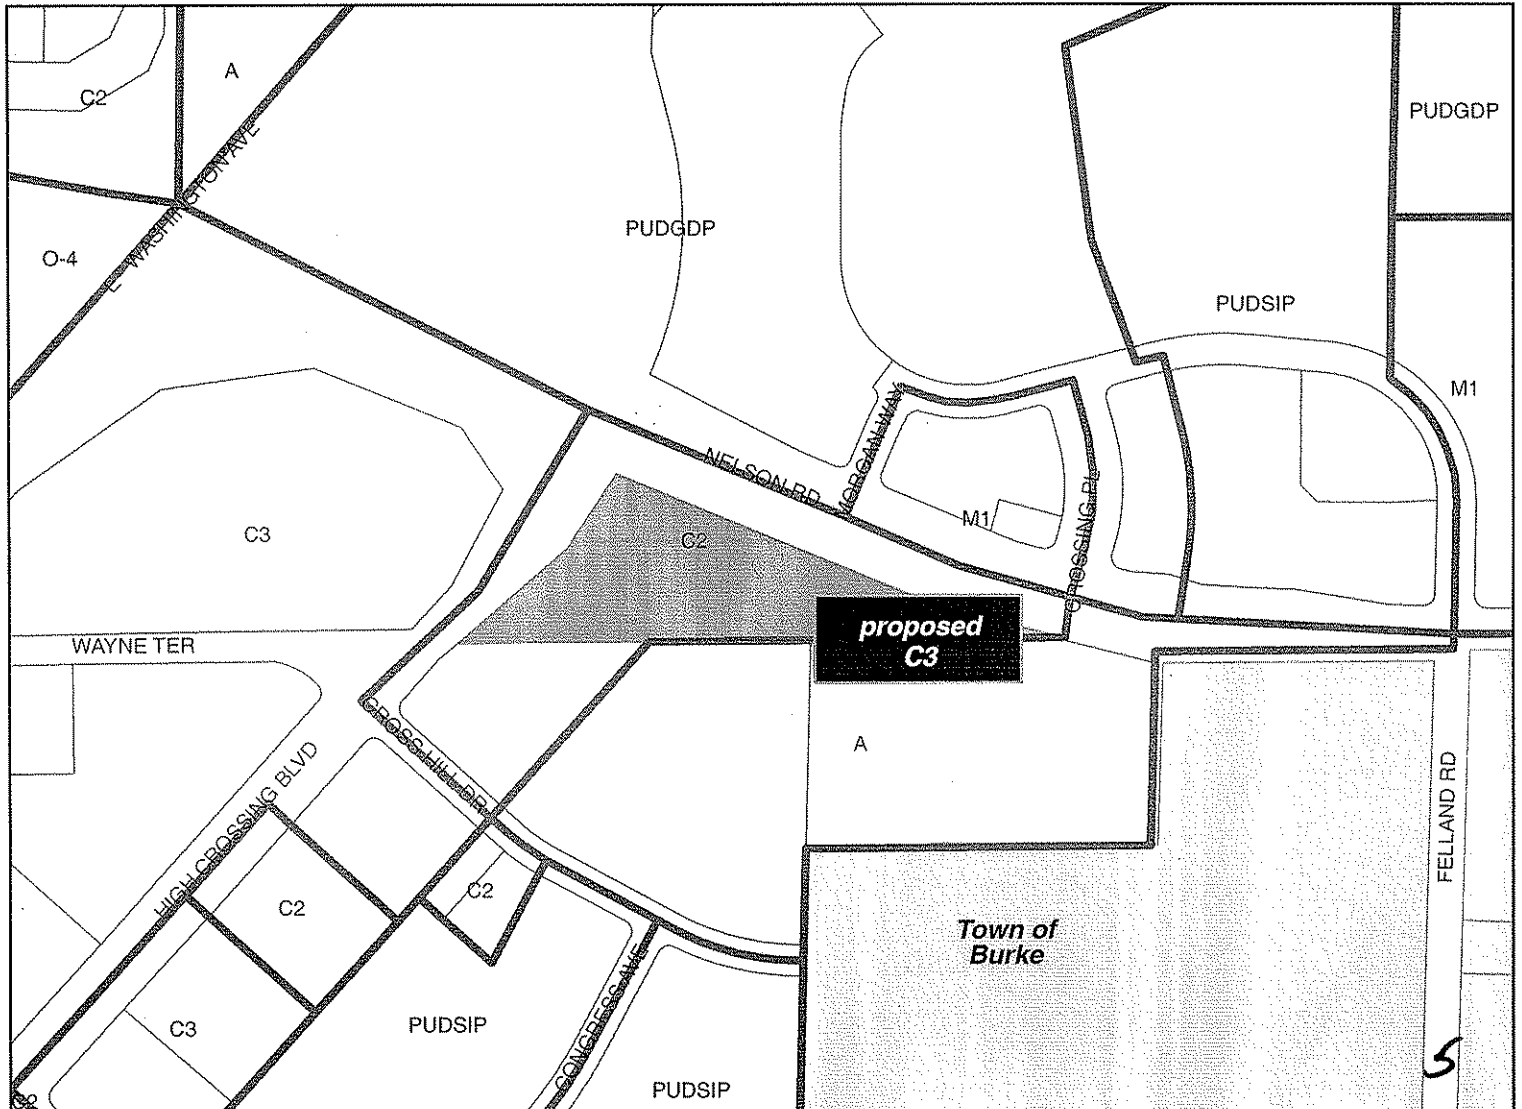 A
C2
PUDGDP
E WASHINGTON AVE
PUDGDP
O-4
PUDSIP
M1
MORGAN WAY
NELSON RD
CROSSING PL
M1
C3
C2
proposed
C3
WAYNE TER
CROSS HILL DR
A
HIGH CROSSING BLVD
FELLAND RD
C2
C2
Town of
Burke
CONGRESS AVE
C3
PUDSIP
PUDSIP
C2
5